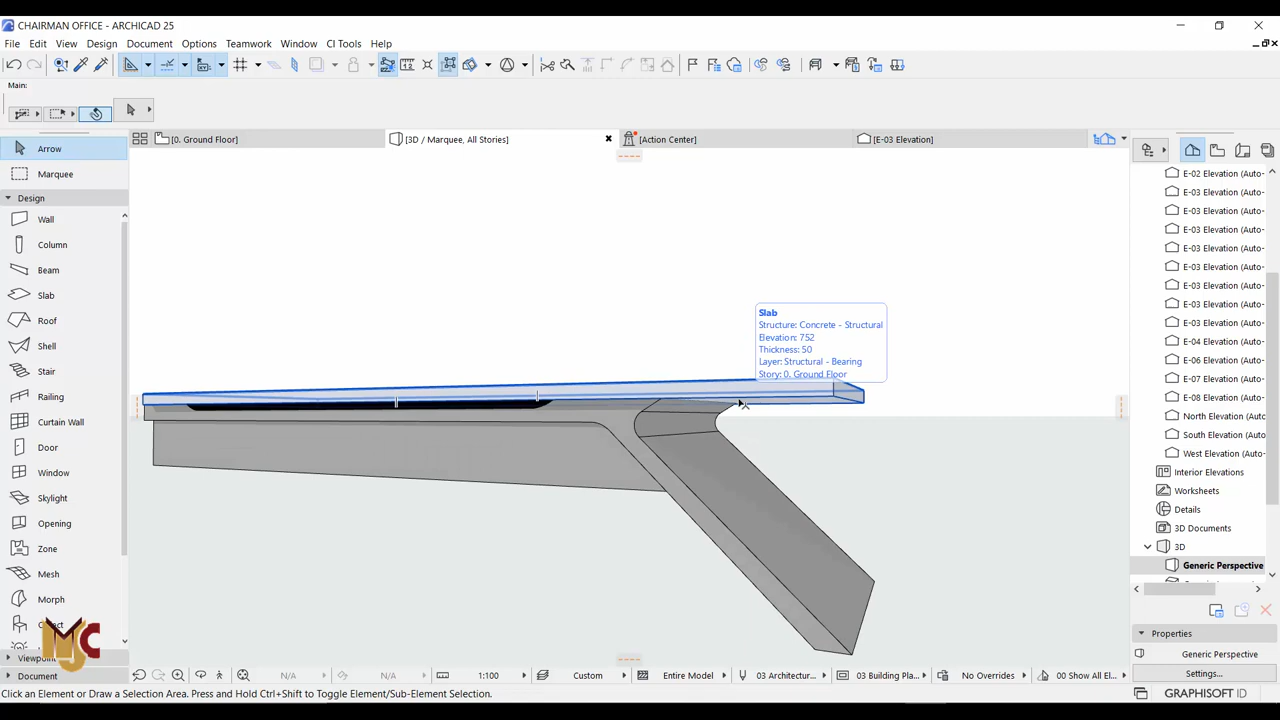 CHAIRMAN OFFICE - ARCHICAD 25
File Edit View Design Document Options Teamwork Window CI Tools Help
Main:
[0. Ground Floor]
[3D / Marquee, All Stories]
[Action Center]
[E-03 Elevation]
Arrow
Marquee
Design
Wall
Column
Beam
Slab
Roof
Shell
Stair
Railing
Curtain Wall
Door
Window
Skylight
Opening
Zone
Mesh
Morph
Viewpoint
Document
MJC
Slab
Structure: Concrete - Structural
Elevation: 752
Thickness: 50
Layer: Structural - Bearing
Story: 0. Ground Floor
E-02 Elevation (Auto-
E-03 Elevation (Auto-
E-03 Elevation (Auto-
E-03 Elevation (Auto-
E-03 Elevation (Auto-
E-03 Elevation (Auto-
E-03 Elevation (Auto-
E-03 Elevation (Auto-
E-03 Elevation (Auto-
E-04 Elevation (Auto-
E-06 Elevation (Auto-
E-07 Elevation (Auto-
E-08 Elevation (Auto-
North Elevation (Auto-
South Elevation (Auto-
West Elevation (Auto-
Interior Elevations
Worksheets
Details
3D Documents
3D
Generic Perspective
Properties
Generic Perspective
Settings...
N/A N/A 1:100 Custom Entire Model 03 Architectur... 03 Building Pla... No Overrides 00 Show All El...
Click an Element or Draw a Selection Area. Press and Hold Ctrl+Shift to Toggle Element/Sub-Element Selection.
GRAPHISOFT ID